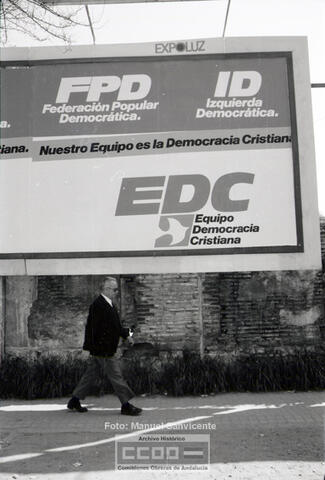 EXPOLUZ
FPD
Federación Popular
Democrática.
ID
Izquierda
Democrática.
a.
tiana.
Nuestro Equipo es la Democracia Cristiana
EDC
Equipo
Democracia
Cristiana
Foto: Manuel Sanvicente
Archivo Histórico
CCOO
Comisiones Obreras de Andalucía